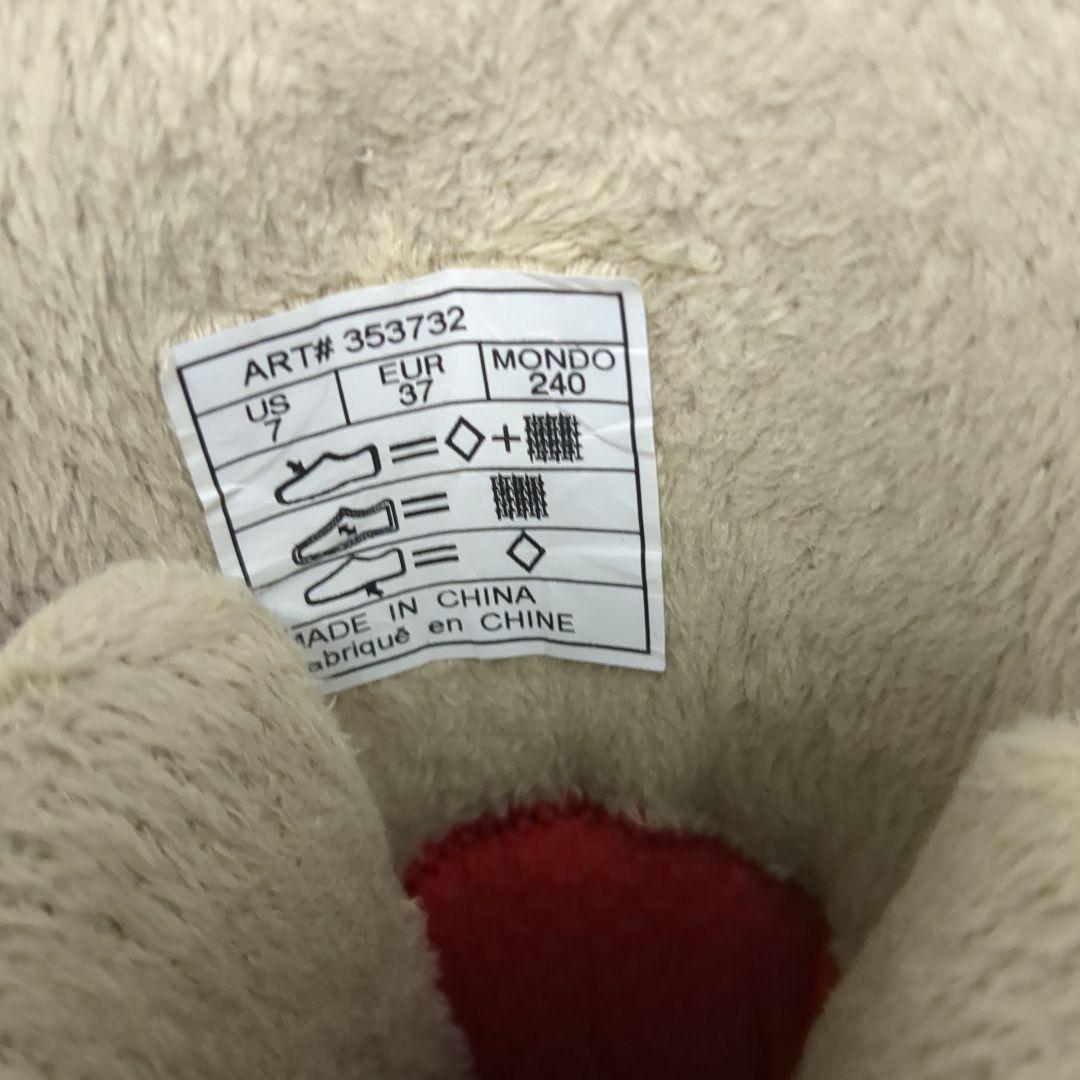 ART# 353732
US EUR MONDO
7 37 240
MADE IN CHINA
abriqué en CHINE